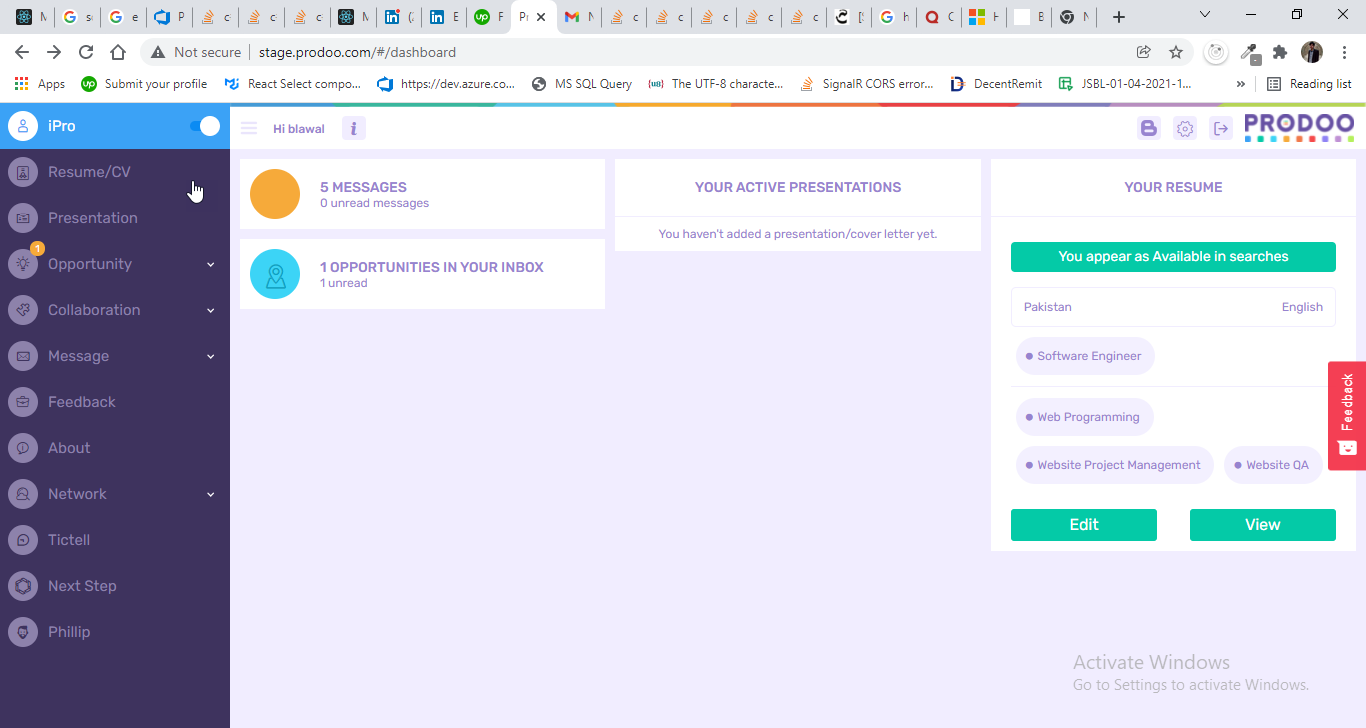 Not secure
stage.prodoo.com/#/dashboard
Apps
Submit your profile
React Select compo...
https://dev.azure.co...
MS SQL Query
The UTF-8 characte...
SignalR CORS error...
DecentRemit
JSBL-01-04-2021-1...
»
Reading list
iPro
Hi blawal
i
PRODOO
Resume/CV
Presentation
1
Opportunity
Collaboration
Message
Feedback
About
Network
Tictell
Next Step
Phillip
5 MESSAGES
0 unread messages
1 OPPORTUNITIES IN YOUR INBOX
1 unread
YOUR ACTIVE PRESENTATIONS
You haven't added a presentation/cover letter yet.
YOUR RESUME
You appear as Available in searches
Pakistan English
Software Engineer
Web Programming
Website Project Management
Website QA
Edit View
Feedback
Activate Windows
Go to Settings to activate Windows.